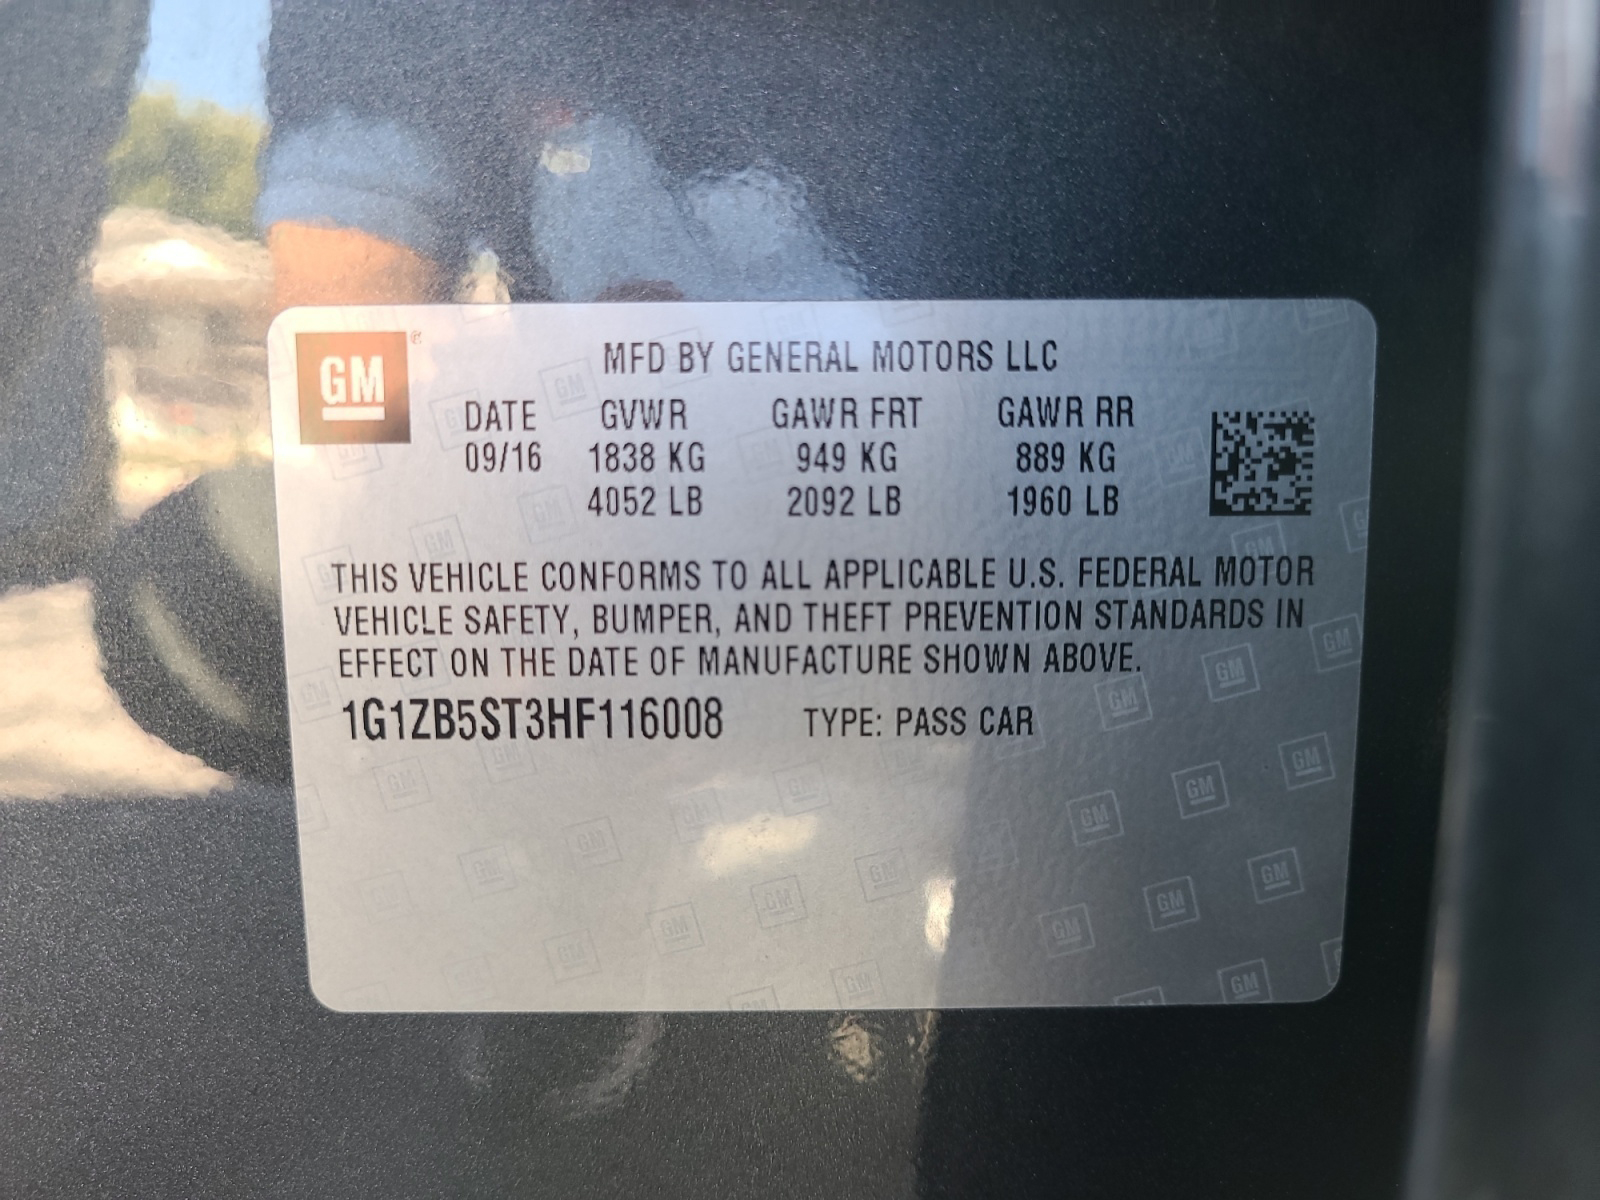 GM®
MFD BY GENERAL MOTORS LLC
DATE GVWR GAWR FRT GAWR RR
09/16 1838 KG 949 KG 889 KG
4052 LB 2092 LB 1960 LB
THIS VEHICLE CONFORMS TO ALL APPLICABLE U.S. FEDERAL MOTOR
VEHICLE SAFETY, BUMPER, AND THEFT PREVENTION STANDARDS IN
EFFECT ON THE DATE OF MANUFACTURE SHOWN ABOVE.
1G1ZB5ST3HF116008 TYPE: PASS CAR